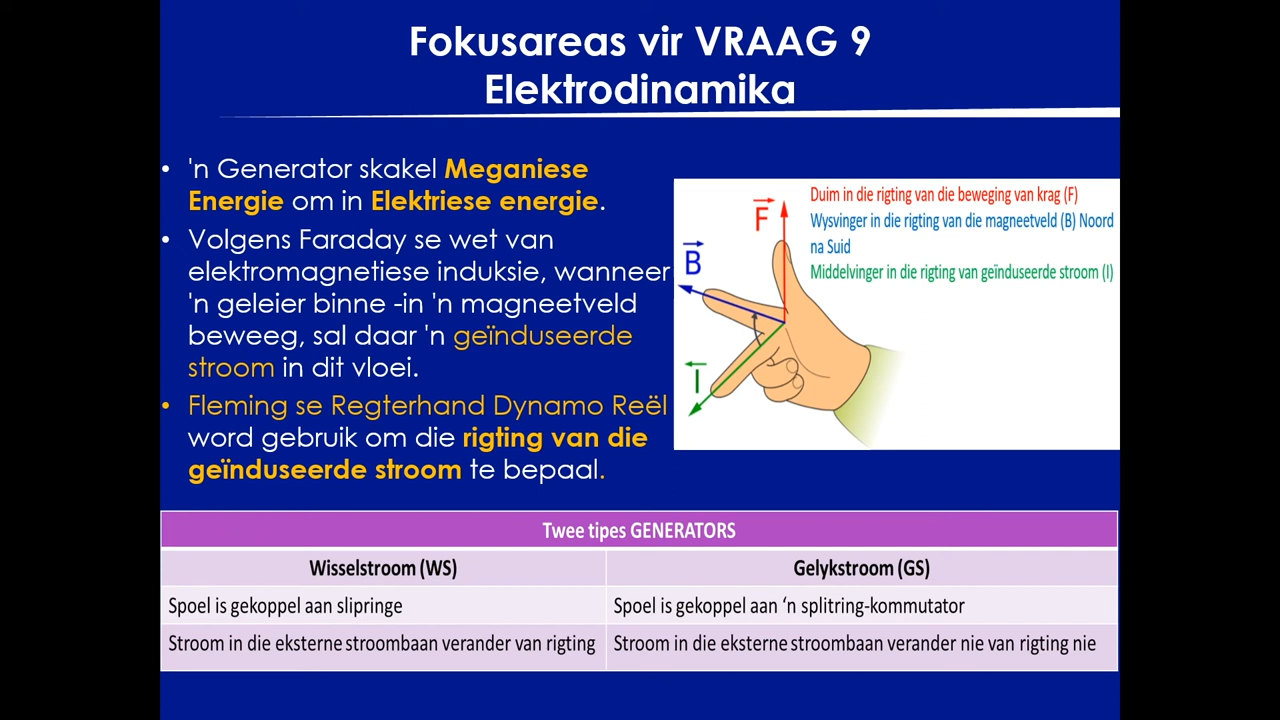 Fokusareas vir VRAAG 9
Elektrodinamika
• 'n Generator skakel Meganiese
Energie om in Elektriese energie.
• Volgens Faraday se wet van
elektromagnetiese induksie, wanneer
'n geleier binne -in 'n magneetveld
beweeg, sal daar 'n geïnduseerde
stroom in dit vloei.
• Fleming se Regterhand Dynamo Reël
word gebruik om die rigting van die
geïnduseerde stroom te bepaal.
Duim in die rigting van die beweging van krag (F)
Wysvinger in die rigting van die magneetveld (B) Noord
na Suid
Middelvinger in die rigting van geïnduseerde stroom (I)
F
B
I
Twee tipes GENERATORS
Wisselstroom (WS) Gelykstroom (GS)
Spoel is gekoppel aan slipringe Spoel is gekoppel aan ‘n splitring-kommutator
Stroom in die eksterne stroombaan verander van rigting Stroom in die eksterne stroombaan verander nie van rigting nie